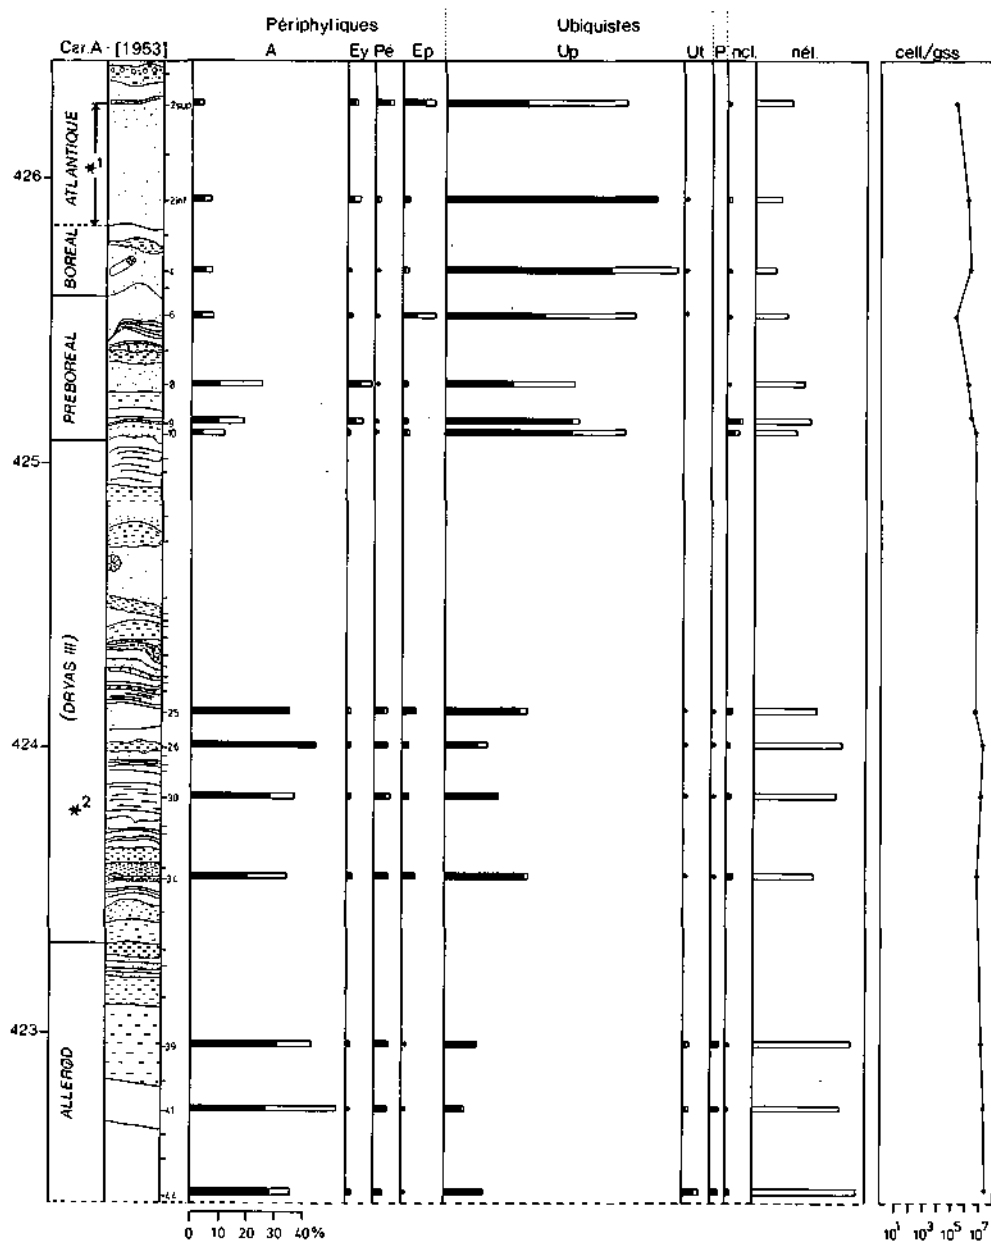 Périphytiques Ubiquistes
Car.A - [1953] A Ey Pé Ep Up Ut P incl. nél. cell/gss
2sup
ATLANTIQUE
*1
426
2inf
BOREAL
4
6
PREBOREAL
8
9
10
425
(DRYAS III)
25
424
26
*2
30
34
423
39
ALLERØD
41
44
0 10 20 30 40%
10¹ 10³ 10⁵ 10⁷